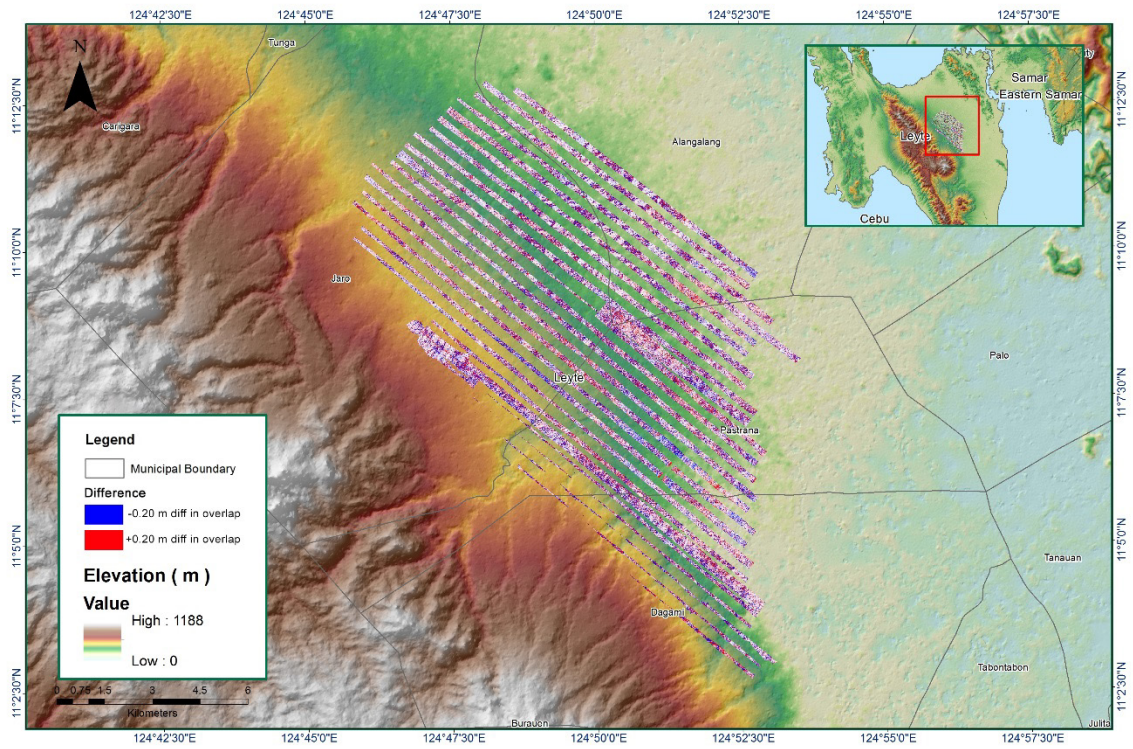 124°42'30"E 124°45'0"E 124°47'30"E 124°50'0"E 124°52'30"E 124°55'0"E 124°57'30"E
11°12'30"N
11°10'0"N
11°7'30"N
11°5'0"N
11°2'30"N
N
Tunga
Carigara
Alangalang
Jaro
Leyte
Palo
Pastrana
Tanauan
Dagami
Tabontabon
Burauen
Julita
Samar
Eastern Samar
Leyte
Cebu
11°12'30"N
11°10'0"N
11°7'30"N
11°5'0"N
11°2'30"N
Legend
Municipal Boundary
Difference
-0.20 m diff in overlap
+0.20 m diff in overlap
Elevation ( m )
Value
High : 1188
Low : 0
0 0.75 1.5 3 4.5 6
Kilometers
124°42'30"E 124°45'0"E 124°47'30"E 124°50'0"E 124°52'30"E 124°55'0"E 124°57'30"E